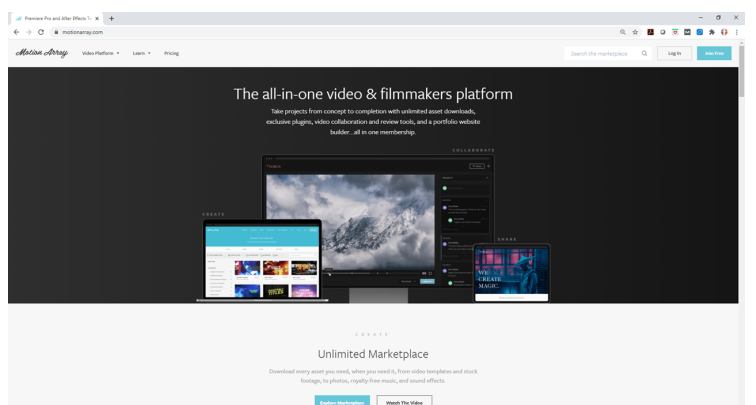 Premiere Pro and After Effects Te
motionarray.com
Motion Array
Video Platform
Learn
Pricing
Search the marketplace
Log In
Join Free
The all-in-one video & filmmakers platform
Take projects from concept to completion with unlimited asset downloads,
exclusive plugins, video collaboration and review tools, and a portfolio website
builder...all in one membership.
COLLABORATE
CREATE
SHARE
WE
CREATE
MAGIC.
CREATE
Unlimited Marketplace
Download every asset you need, when you need it, from video templates and stock
footage, to photos, royalty-free music, and sound effects.
Explore Marketplace
Watch The Video